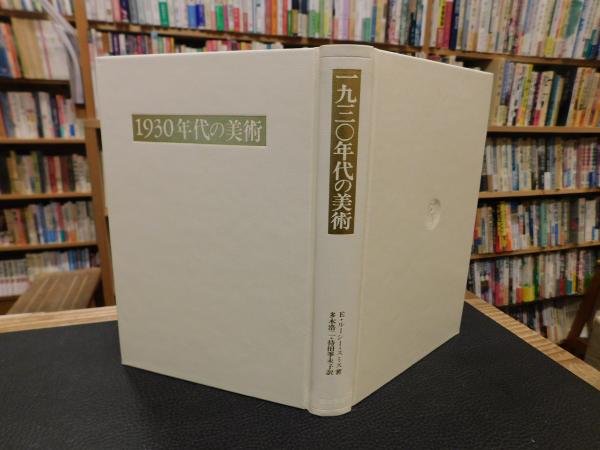 1930年代の美術
一九三〇年代の美術
E・ルーシー・スミス著
多木浩二・持田季未子訳